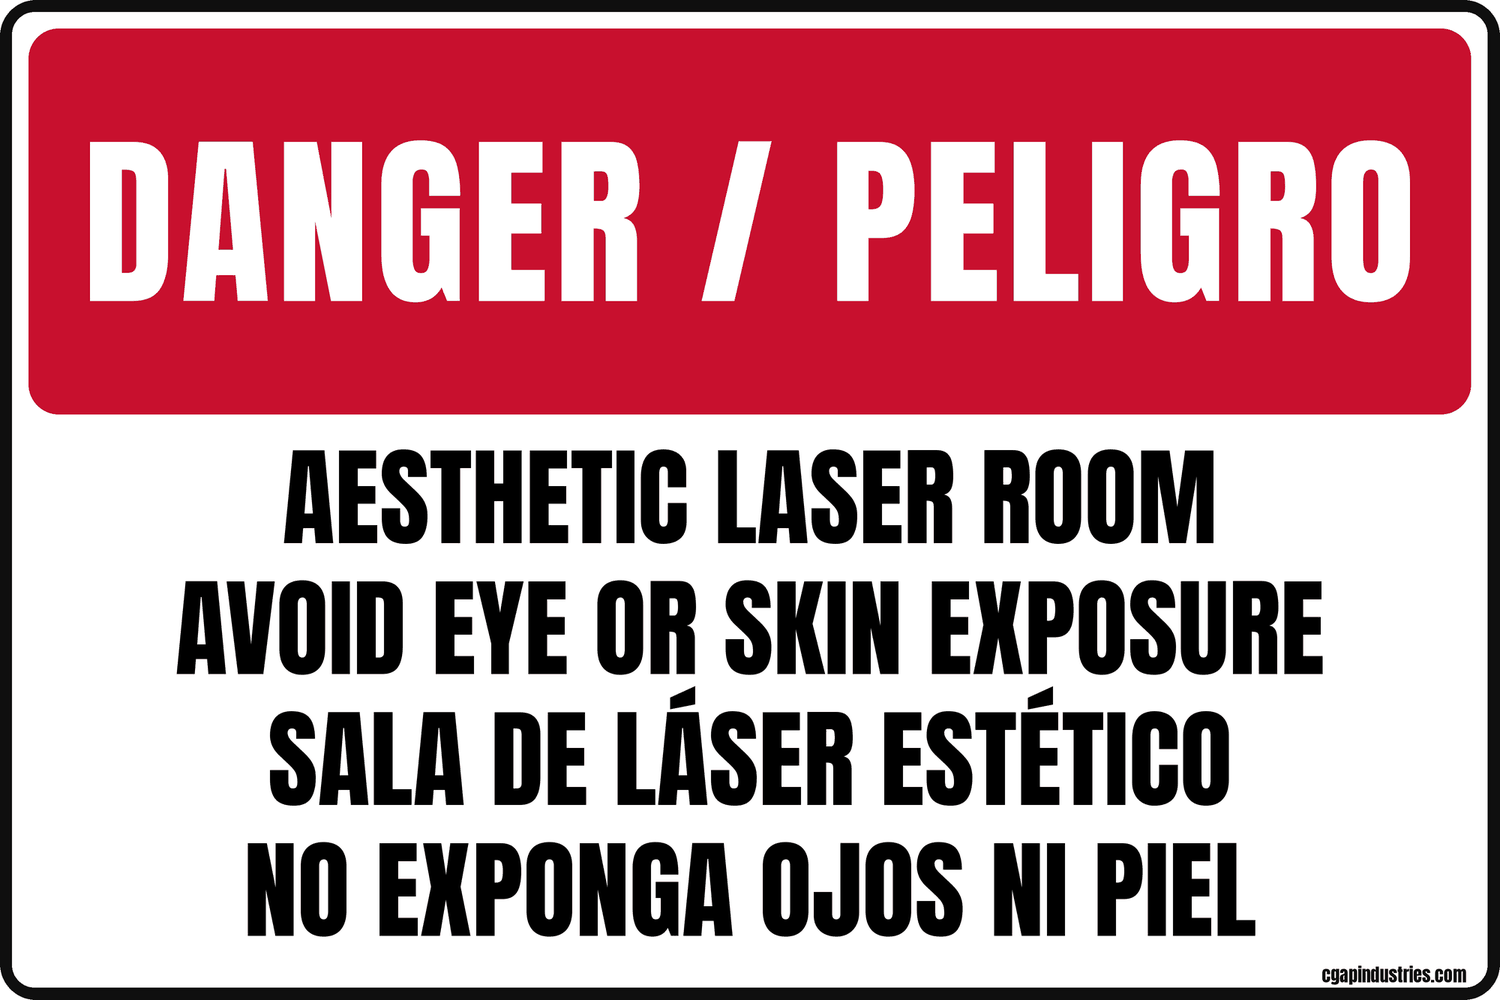 DANGER / PELIGRO
AESTHETIC LASER ROOM
AVOID EYE OR SKIN EXPOSURE
SALA DE LÁSER ESTÉTICO
NO EXPONGA OJOS NI PIEL
cgapindustries.com